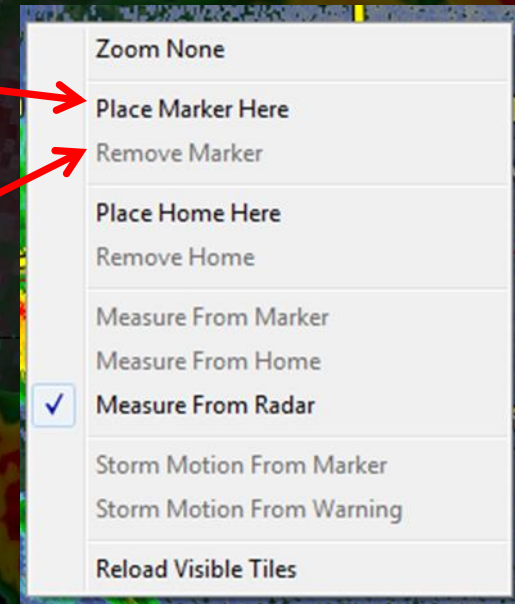 Zoom None
Place Marker Here
Remove Marker
Place Home Here
Remove Home
Measure From Marker
Measure From Home
Measure From Radar
Storm Motion From Marker
Storm Motion From Warning
Reload Visible Tiles